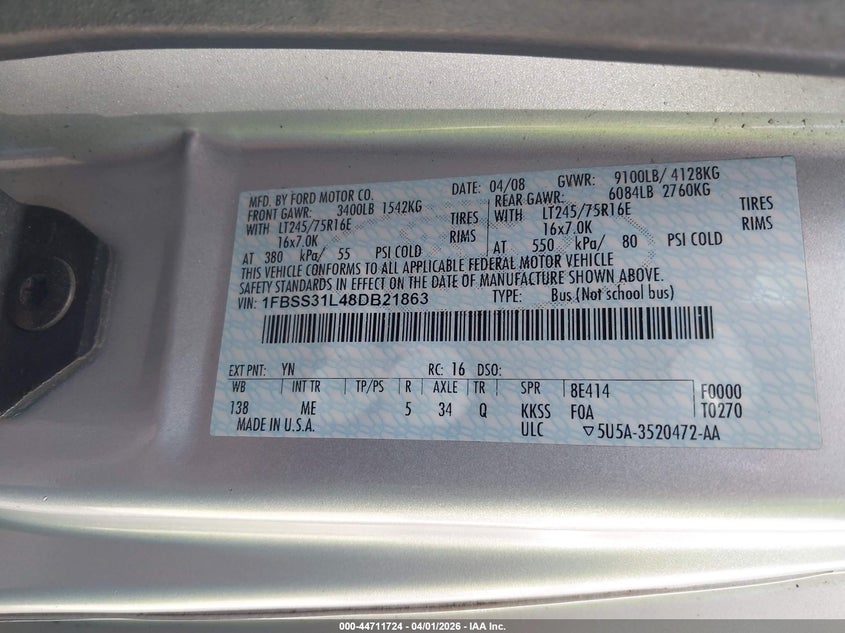 MFD. BY FORD MOTOR CO. DATE: 04/08 GVWR: 9100LB/ 4128KG
FRONT GAWR: 3400LB 1542KG REAR GAWR: 6084LB 2760KG
WITH LT245/75R16E TIRES WITH LT245/75R16E TIRES
16x7.0K RIMS 16x7.0K RIMS
AT 380 kPa/ 55 PSI COLD AT 550 kPa/ 80 PSI COLD
THIS VEHICLE CONFORMS TO ALL APPLICABLE FEDERAL MOTOR VEHICLE
SAFETY STANDARDS IN EFFECT ON THE DATE OF MANUFACTURE SHOWN ABOVE.
VIN: 1FBSS31L48DB21863 TYPE: Bus (Not school bus)
EXT PNT: YN RC: 16 DSO:
WB INT TR TP/PS R AXLE TR SPR 8E414 F0000
138 ME 5 34 Q KKSS F0A T0270
MADE IN U.S.A. ULC ▽5U5A-3520472-AA
000-44711724 - 04/01/2026 - IAA Inc.